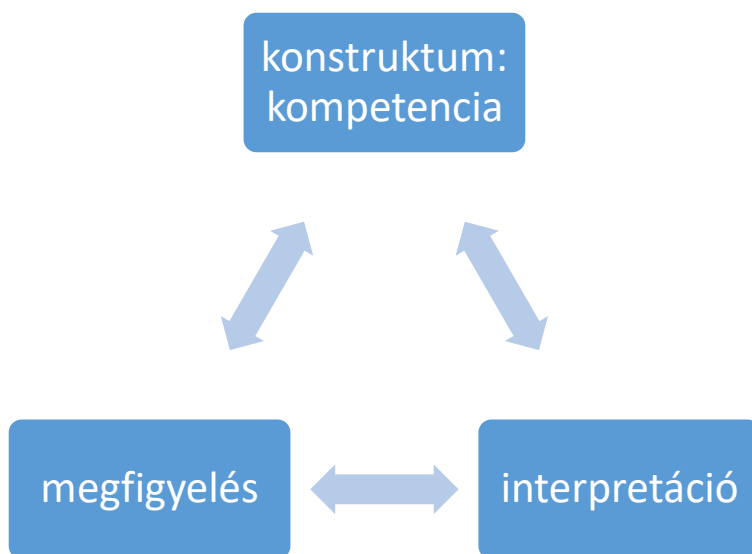 konstruktum:
kompetencia
megfigyelés
interpretáció